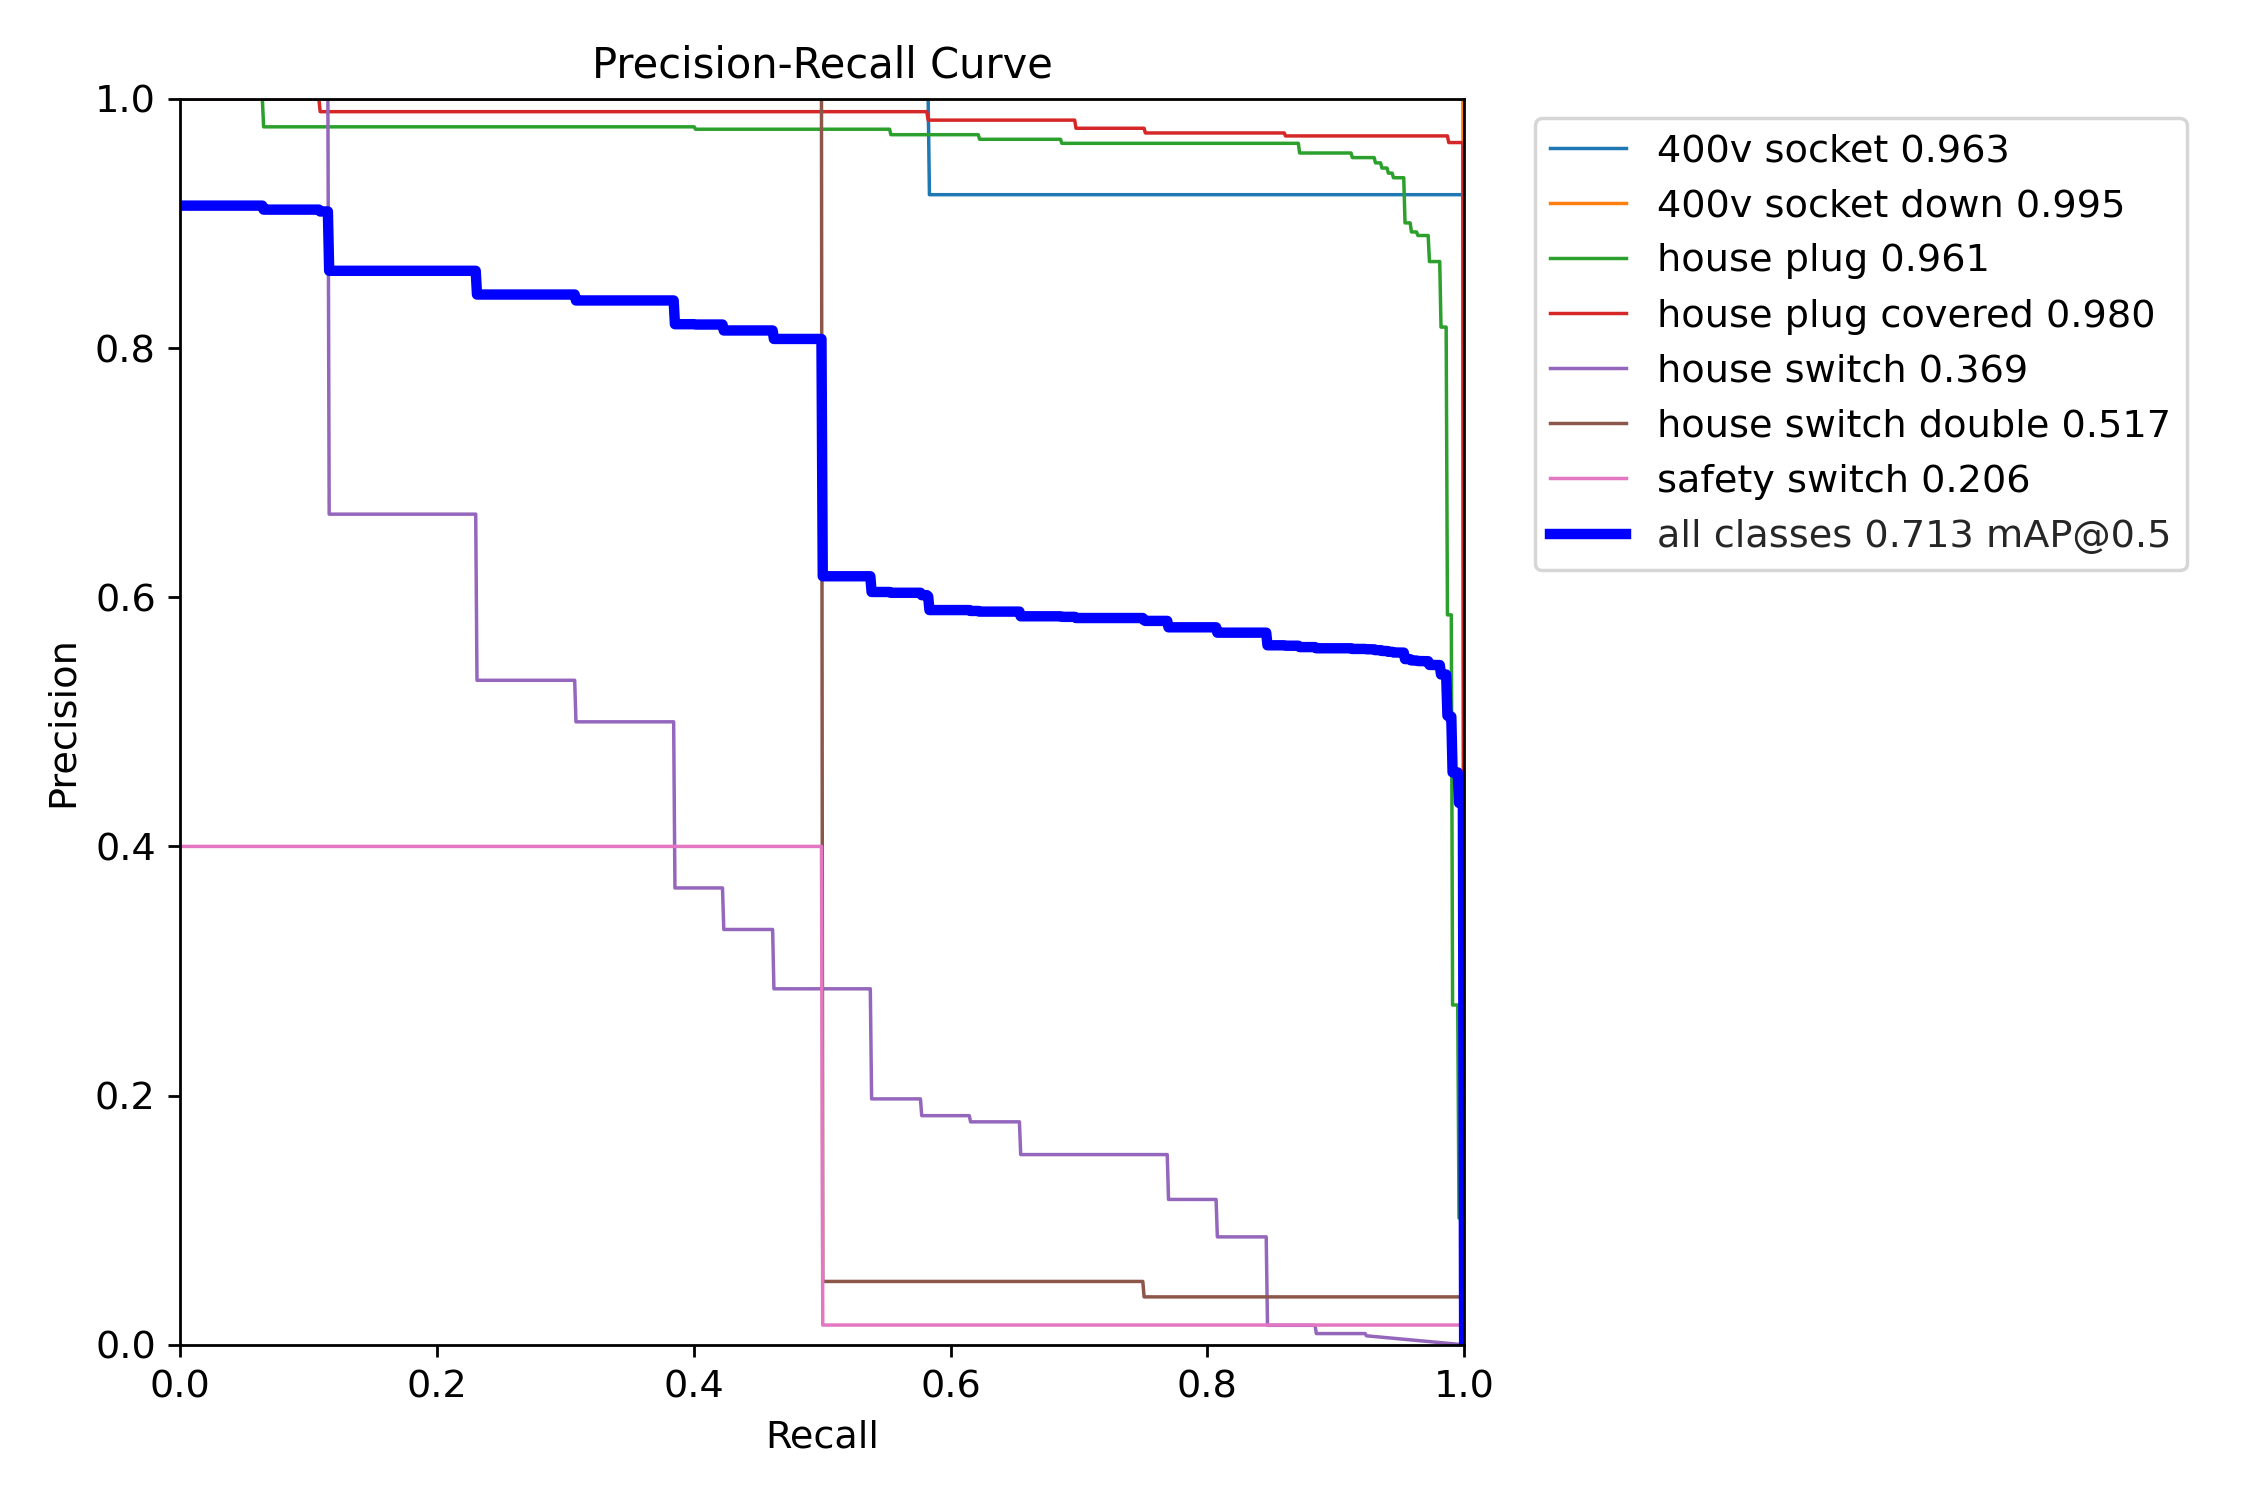 Precision-Recall Curve
1.0
0.8
0.6
0.4
0.2
0.0
Precision
0.0 0.2 0.4 0.6 0.8 1.0
Recall
400v socket 0.963
400v socket down 0.995
house plug 0.961
house plug covered 0.980
house switch 0.369
house switch double 0.517
safety switch 0.206
all classes 0.713 mAP@0.5